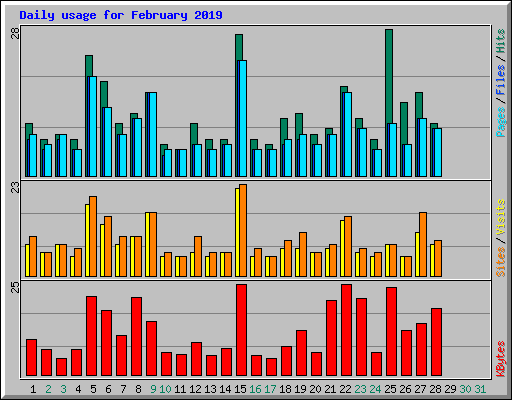 Daily usage for February 2019
28
Pages / Files / Hits
23
Sites / Visits
25
KBytes
1 2 3 4 5 6 7 8 9 10 11 12 13 14 15 16 17 18 19 20 21 22 23 24 25 26 27 28 29 30 31